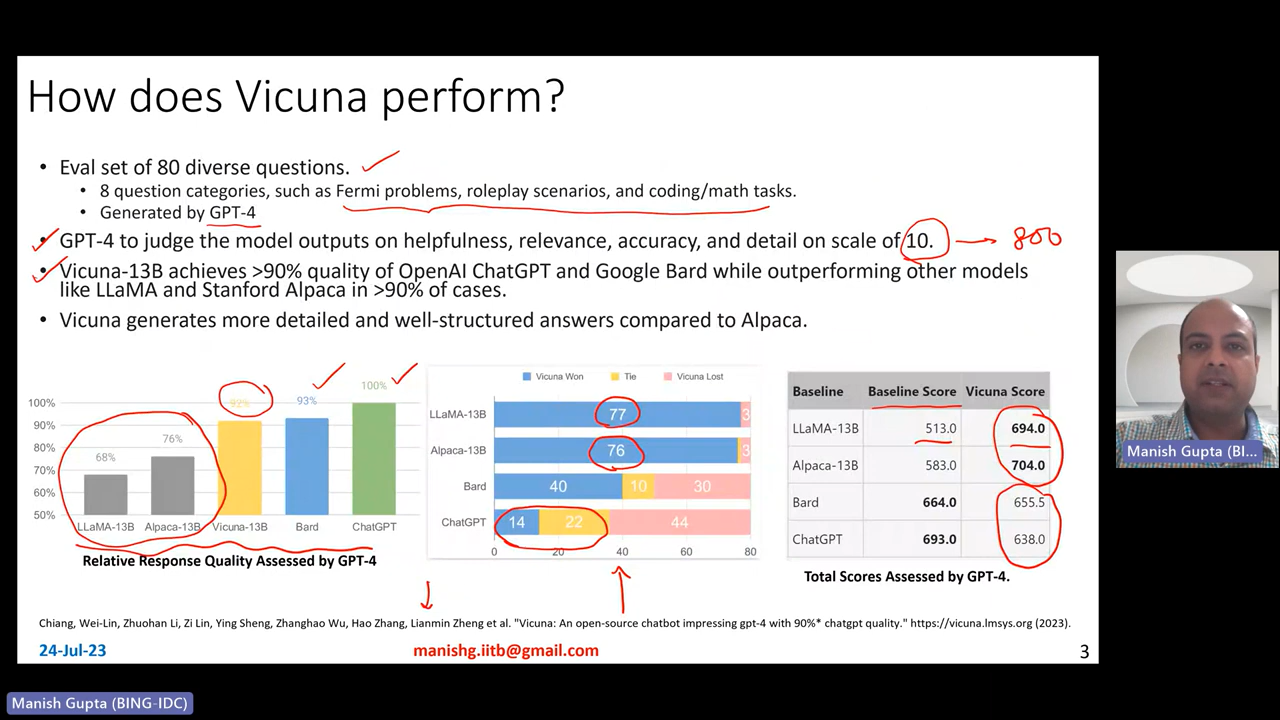 How does Vicuna perform?
• Eval set of 80 diverse questions.
• 8 question categories, such as Fermi problems, roleplay scenarios, and coding/math tasks.
• Generated by GPT-4
• GPT-4 to judge the model outputs on helpfulness, relevance, accuracy, and detail on scale of 10. → 800
• Vicuna-13B achieves >90% quality of OpenAI ChatGPT and Google Bard while outperforming other models
like LLaMA and Stanford Alpaca in >90% of cases.
• Vicuna generates more detailed and well-structured answers compared to Alpaca.
100%
90%
80%
70%
60%
50%
68%
76%
92%
93%
100%
LLaMA-13B Alpaca-13B Vicuna-13B Bard ChatGPT
Relative Response Quality Assessed by GPT-4
Vicuna Won Tie Vicuna Lost
LLaMA-13B 77 3
Alpaca-13B 76 3
Bard 40 10 30
ChatGPT 14 22 44
0 20 40 60 80
Baseline Baseline Score Vicuna Score
LLaMA-13B 513.0 694.0
Alpaca-13B 583.0 704.0
Bard 664.0 655.5
ChatGPT 693.0 638.0
Total Scores Assessed by GPT-4.
Chiang, Wei-Lin, Zhuohan Li, Zi Lin, Ying Sheng, Zhanghao Wu, Hao Zhang, Lianmin Zheng et al. "Vicuna: An open-source chatbot impressing gpt-4 with 90%* chatgpt quality." https://vicuna.lmsys.org (2023).
24-Jul-23 manishg.iitb@gmail.com 3
Manish Gupta (BI...
Manish Gupta (BING-IDC)